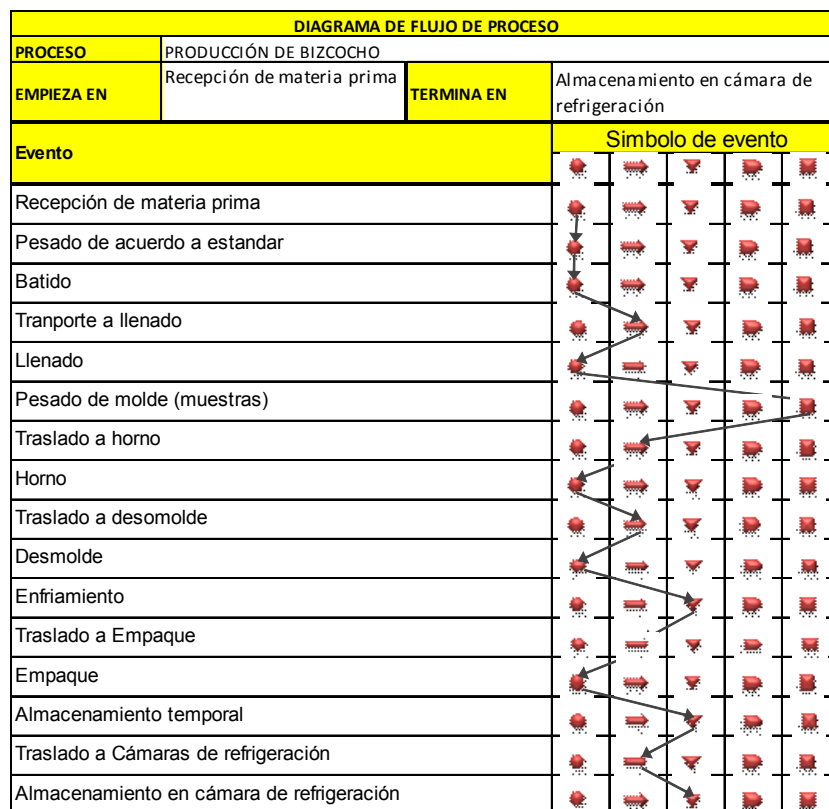 DIAGRAMA DE FLUJO DE PROCESO
PROCESO PRODUCCIÓN DE BIZCOCHO
EMPIEZA EN Recepción de materia prima TERMINA EN Almacenamiento en cámara de
refrigeración
Evento Simbolo de evento
Recepción de materia prima
Pesado de acuerdo a estandar
Batido
Tranporte a llenado
Llenado
Pesado de molde (muestras)
Traslado a horno
Horno
Traslado a desomolde
Desmolde
Enfriamiento
Traslado a Empaque
Empaque
Almacenamiento temporal
Traslado a Cámaras de refrigeración
Almacenamiento en cámara de refrigeración